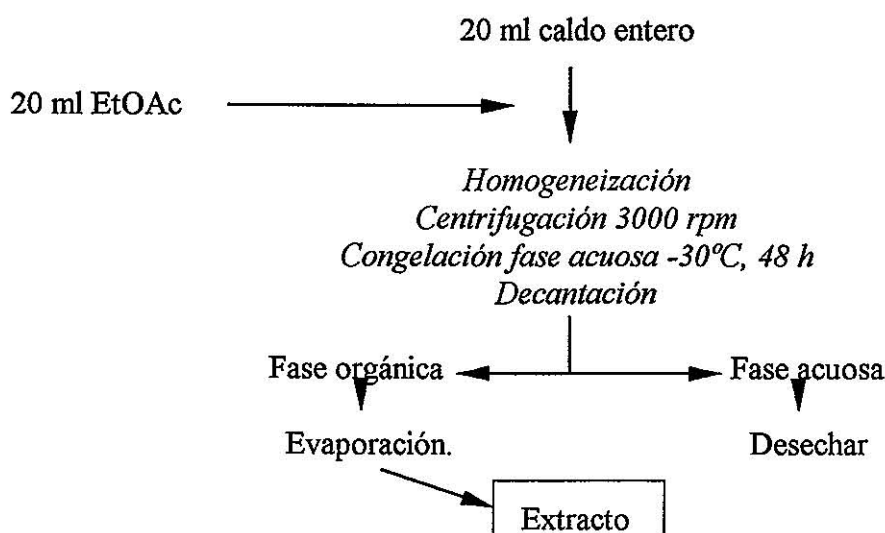 20 ml caldo entero
20 ml EtOAc
Homogeneización
Centrifugación 3000 rpm
Congelación fase acuosa -30ºC, 48 h
Decantación
Fase orgánica
Fase acuosa
Evaporación.
Desechar
Extracto